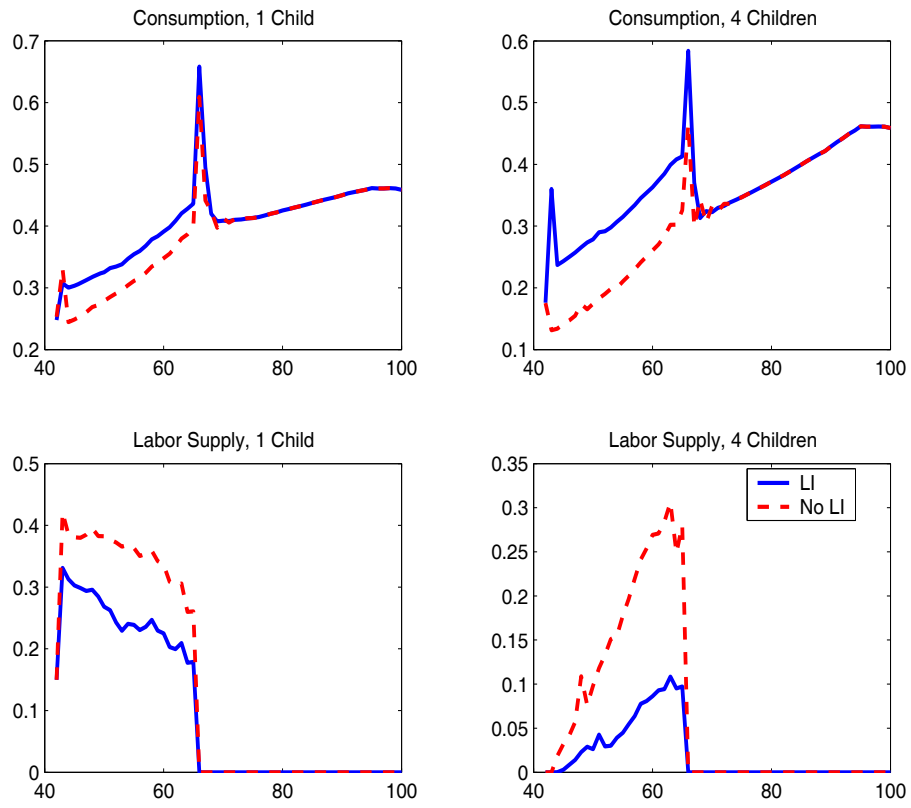 Consumption, 1 Child
0.7
0.6
0.5
0.4
0.3
0.2
40 60 80 100
Consumption, 4 Children
0.6
0.5
0.4
0.3
0.2
0.1
40 60 80 100
Labor Supply, 1 Child
0.5
0.4
0.3
0.2
0.1
0
40 60 80 100
Labor Supply, 4 Children
0.35
0.3
0.25
0.2
0.15
0.1
0.05
0
40 60 80 100
LI
No LI